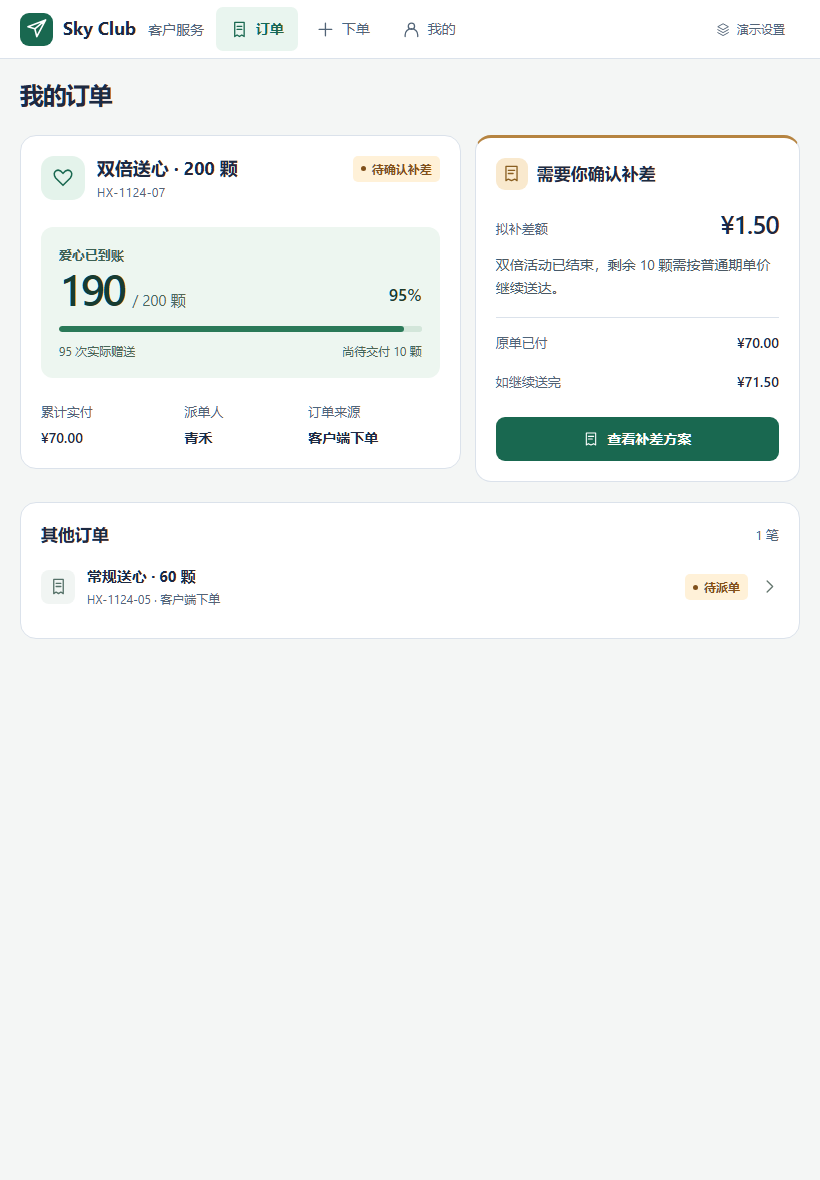 Sky Club 客户服务 订单 下单 我的 演示设置
我的订单
双倍送心 · 200 颗
HX-1124-07
待确认补差
爱心已到账
190 / 200 颗
95%
95 次实际赠送
尚待交付 10 颗
累计实付
¥70.00
派单人
青禾
订单来源
客户端下单
需要你确认补差
拟补差额
¥1.50
双倍活动已结束，剩余 10 颗需按普通期单价
继续送达。
原单已付
¥70.00
如继续送完
¥71.50
查看补差方案
其他订单
1 笔
常规送心 · 60 颗
HX-1124-05 · 客户端下单
待派单